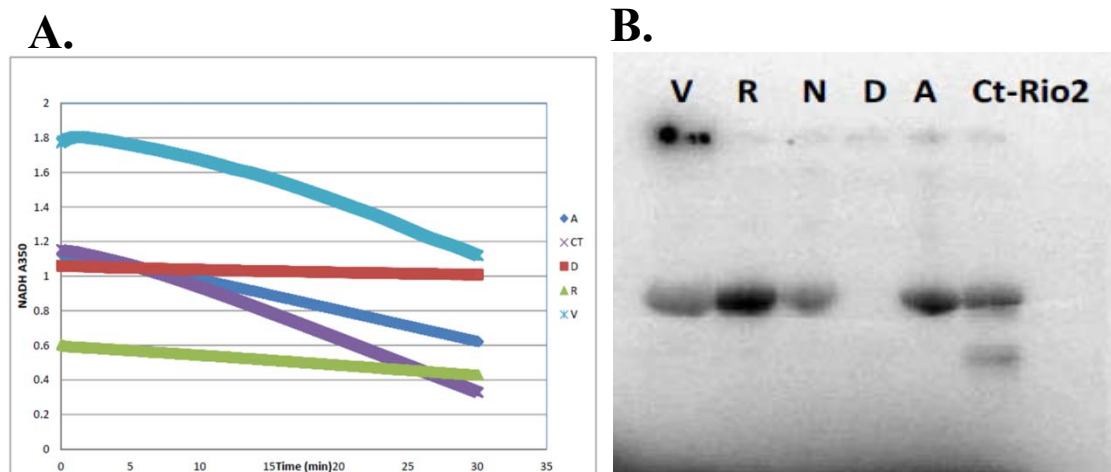 A.
B.
2
1.8
1.6
1.4
1.2
1
0.8
0.6
0.4
0.2
0
NADH A350
0 5 10 15Time (min)20 25 30 35
A
CT
D
R
V
V R N D A Ct-Rio2